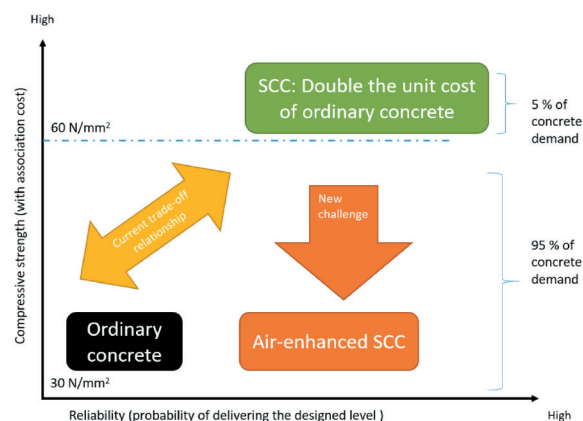 High
Compressive strength (with association cost)
SCC: Double the unit cost
of ordinary concrete
5 % of
concrete
demand
60 N/mm²
Current trade-off
relationship
New
challenge
95 % of
concrete
demand
Ordinary
concrete
Air-enhanced SCC
30 N/mm²
Reliability (probability of delivering the designed level )
High